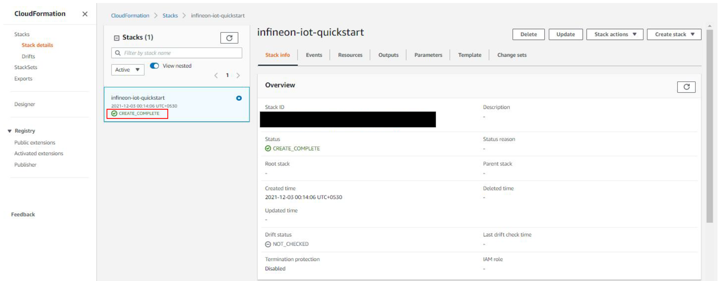 CloudFormation
Stacks
Stack details
Drifts
StackSets
Exports
Designer
Registry
Public extensions
Activated extensions
Publisher
Feedback
CloudFormation > Stacks > infineon-iot-quickstart
Stacks (1)
Filter by stack name
Active
View nested
1
infineon-iot-quickstart
2021-12-03 00:14:06 UTC+0530
CREATE_COMPLETE
infineon-iot-quickstart
Delete
Update
Stack actions
Create stack
Stack info
Events
Resources
Outputs
Parameters
Template
Change sets
Overview
Stack ID
Description
-
Status
CREATE_COMPLETE
Status reason
-
Root stack
-
Parent stack
-
Created time
2021-12-03 00:14:06 UTC+0530
Deleted time
-
Updated time
-
Drift status
NOT_CHECKED
Last drift check time
-
Termination protection
Disabled
IAM role
-